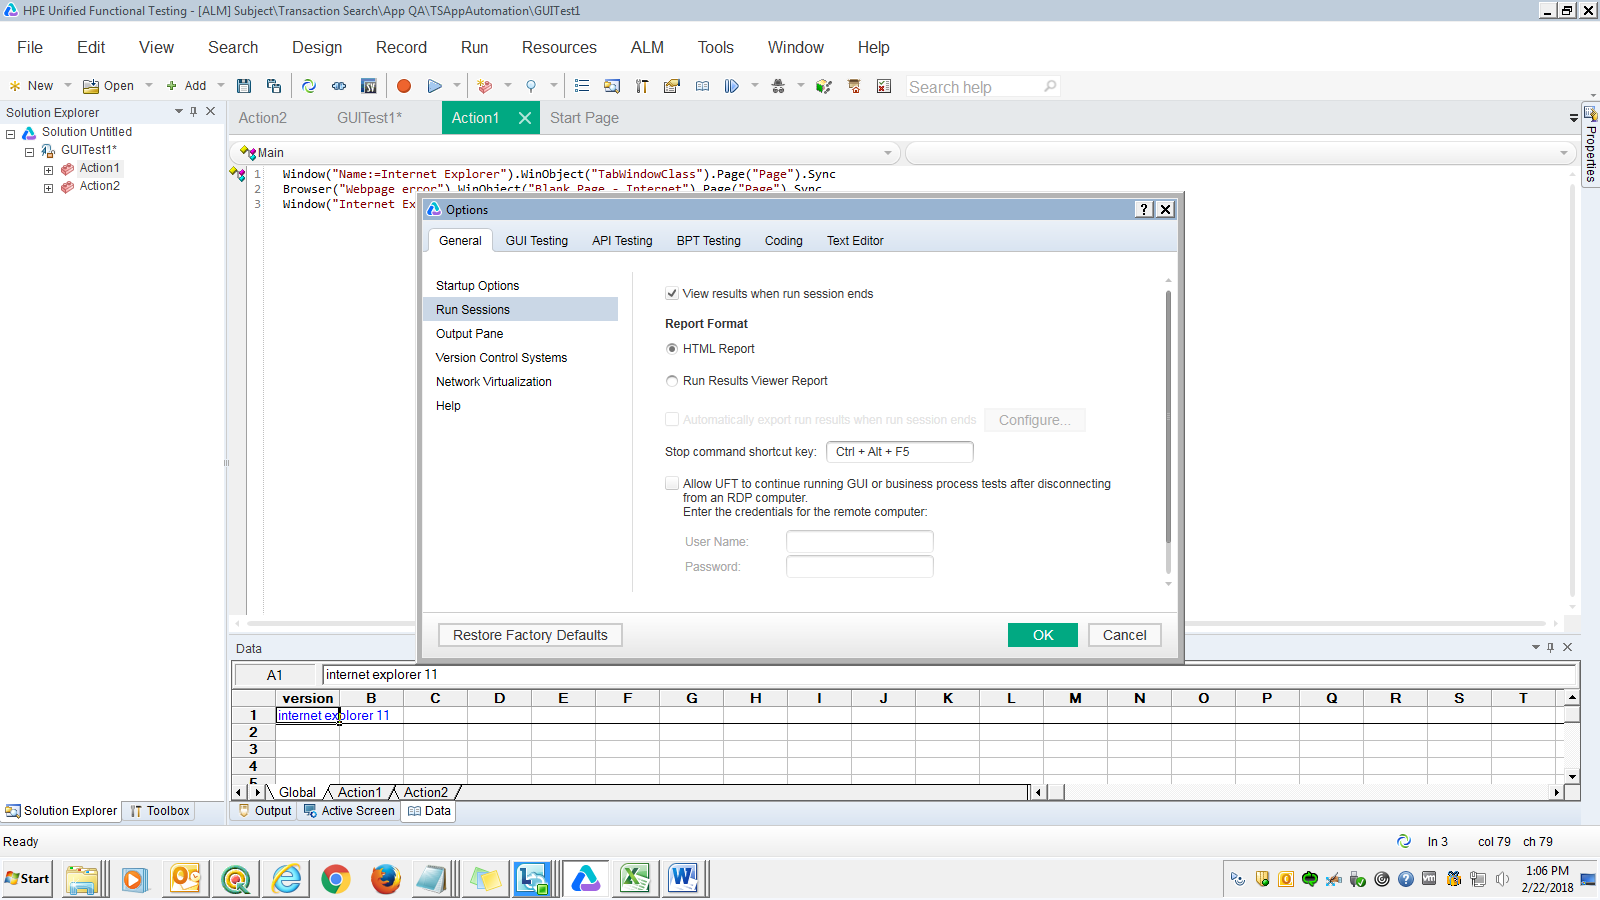 HPE Unified Functional Testing - [ALM] Subject\Transaction Search\App QA\TSAppAutomation\GUITest1
File Edit View Search Design Record Run Resources ALM Tools Window Help
New Open Add Search help
Solution Explorer
Solution Untitled
GUITest1*
Action1
Action2
Action2 GUITest1* Action1 Start Page
Main
1 Window("Name:=Internet Explorer").WinObject("TabWindowClass").Page("Page").Sync
2 Browser("Webpage error").WinObject("Blank Page - Internet").Page("Page").Sync
3 Window("Internet Ex
Properties
Options
General GUI Testing API Testing BPT Testing Coding Text Editor
Startup Options
Run Sessions
Output Pane
Version Control Systems
Network Virtualization
Help
View results when run session ends
Report Format
HTML Report
Run Results Viewer Report
Automatically export run results when run session ends Configure...
Stop command shortcut key: Ctrl + Alt + F5
Allow UFT to continue running GUI or business process tests after disconnecting
from an RDP computer.
Enter the credentials for the remote computer:
User Name:
Password:
Restore Factory Defaults OK Cancel
Data
A1 internet explorer 11
version B C D E F G H I J K L M N O P Q R S T
1 internet explorer 11
2
3
4
5
Global Action1 Action2
Solution Explorer Toolbox Output Active Screen Data
Ready ln 3 col 79 ch 79
Start
1:06 PM
2/22/2018